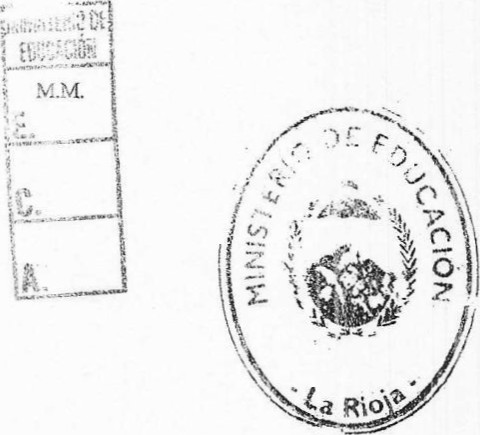 MINISTERIO DE
EDUCACIÓN
M.M.
E.
C.
A.
MINISTERIO DE EDUCACIÓN
- La Rioja -